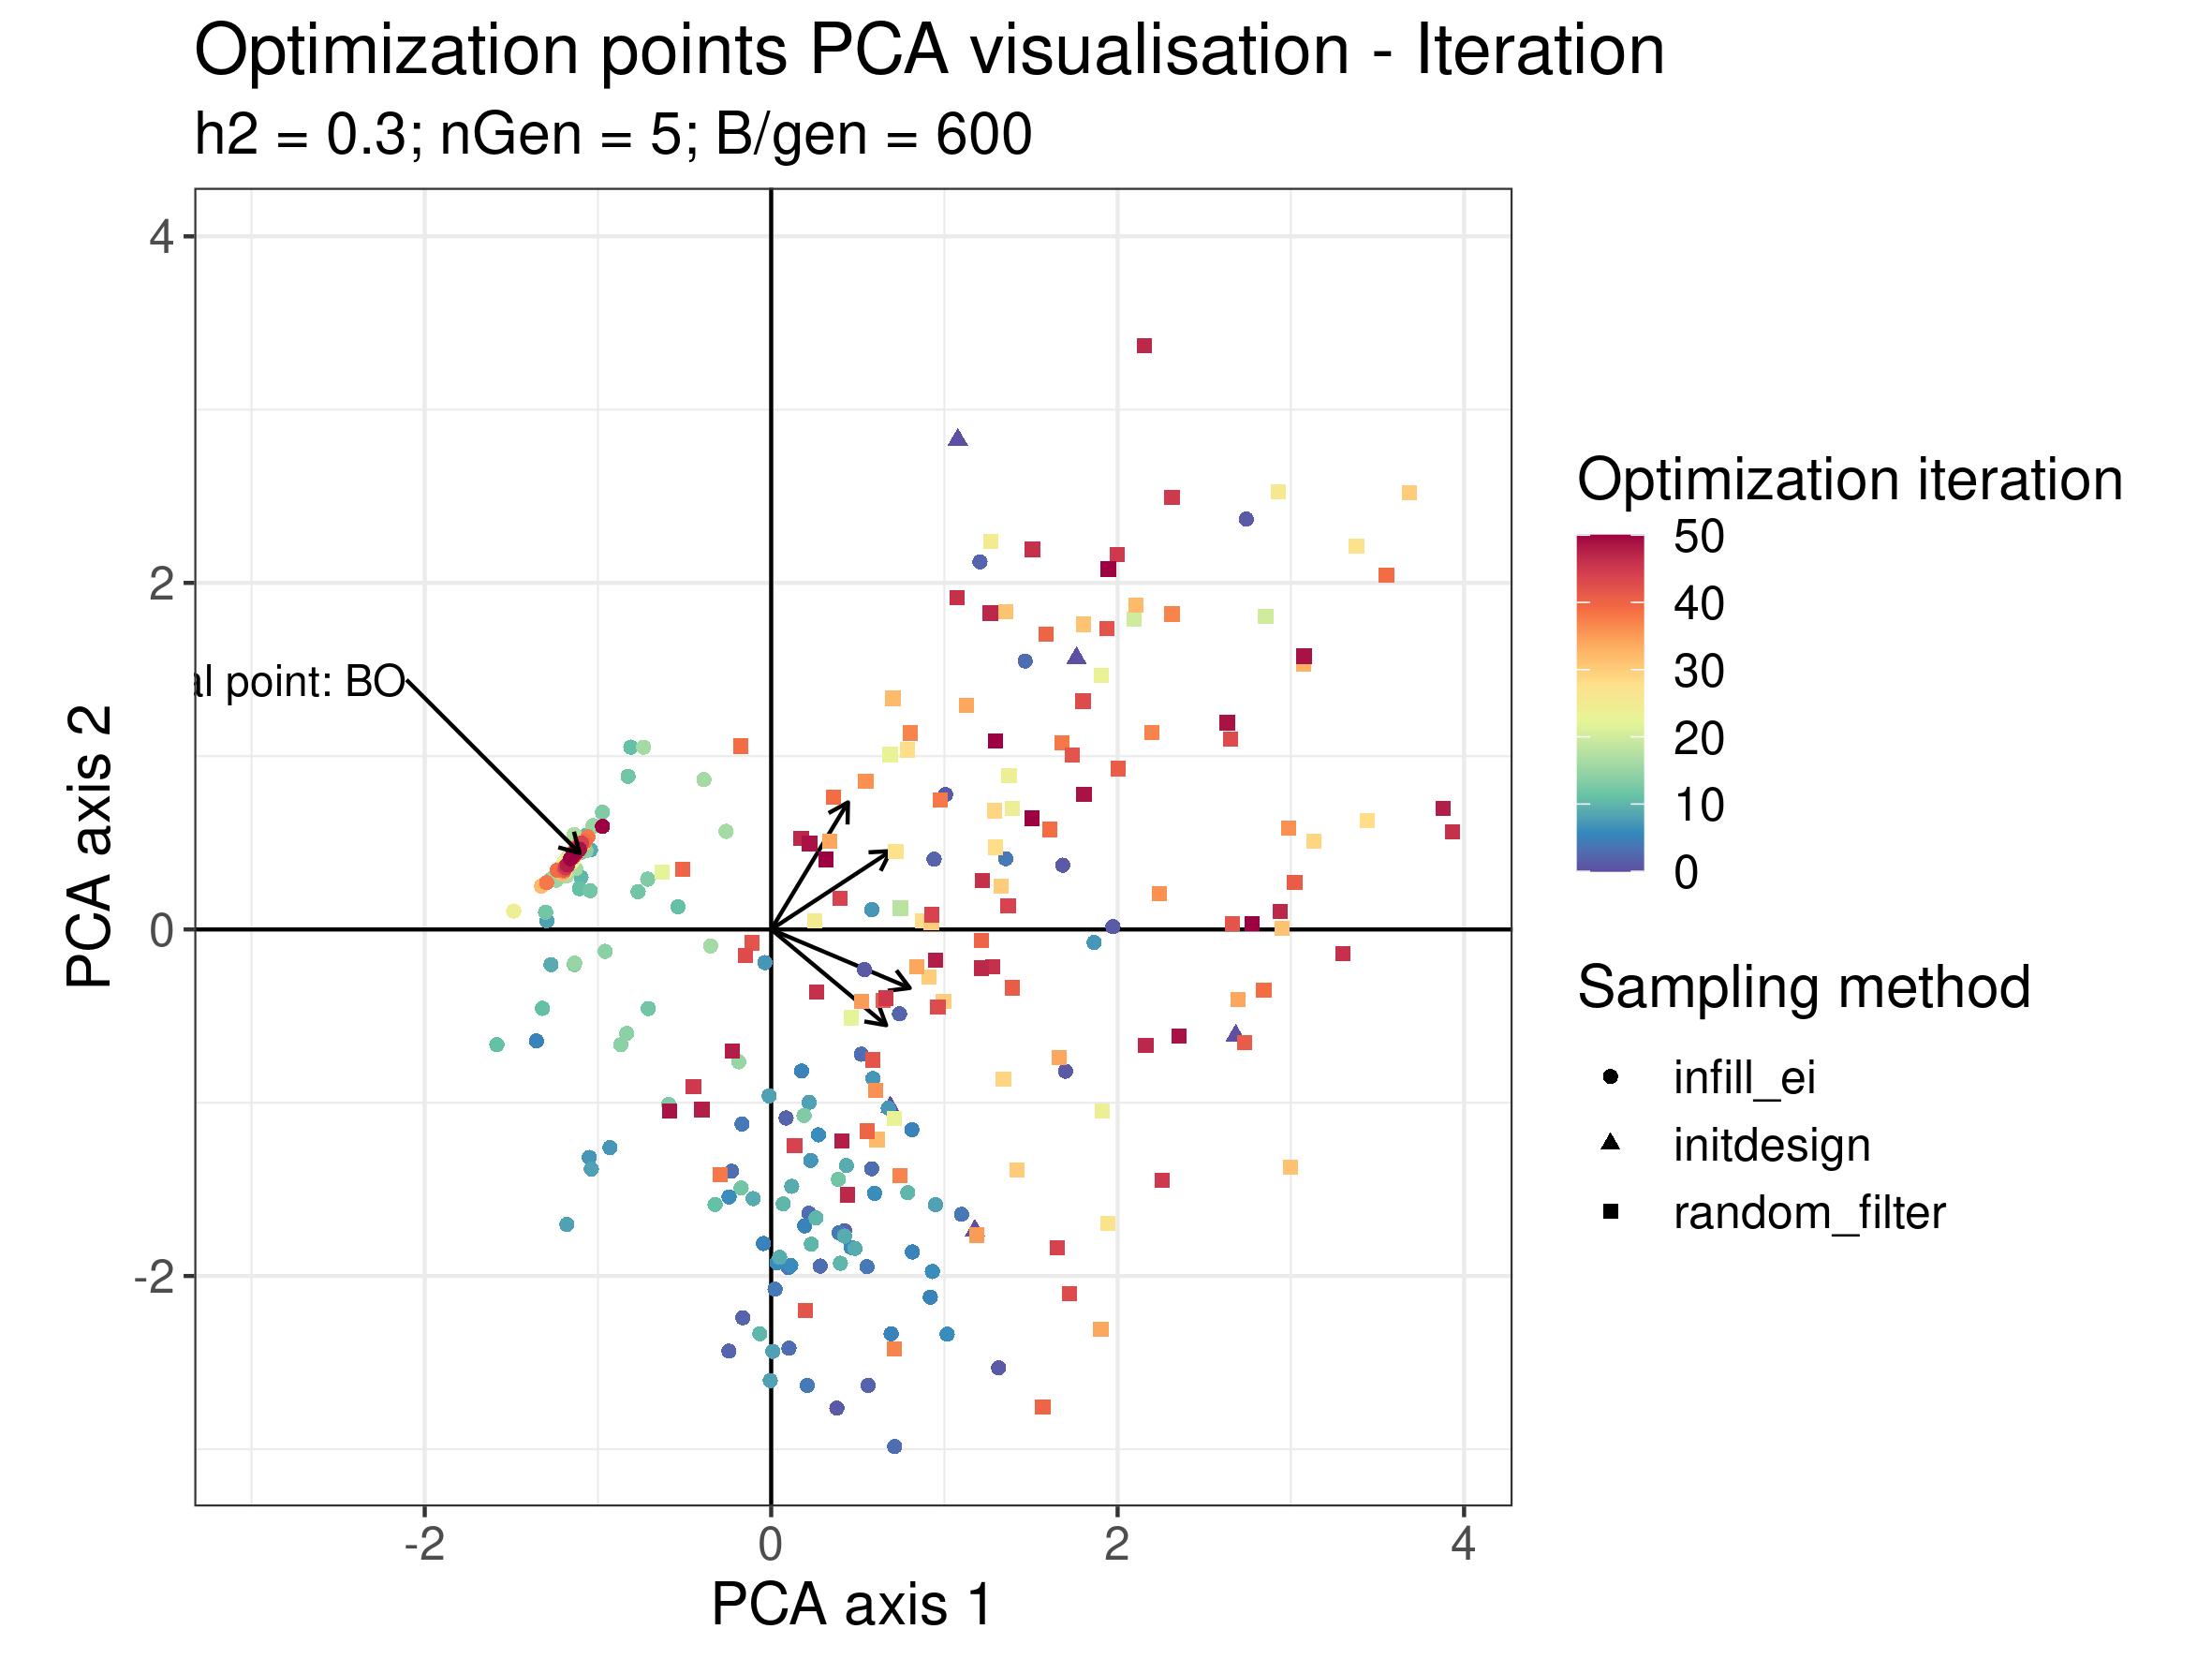 Optimization points PCA visualisation - Iteration
h2 = 0.3; nGen = 5; B/gen = 600
4
2
0
-2
PCA axis 2
point: BO
-2
0
2
4
PCA axis 1
Optimization iteration
50
40
30
20
10
0
Sampling method
infill_ei
initdesign
random_filter